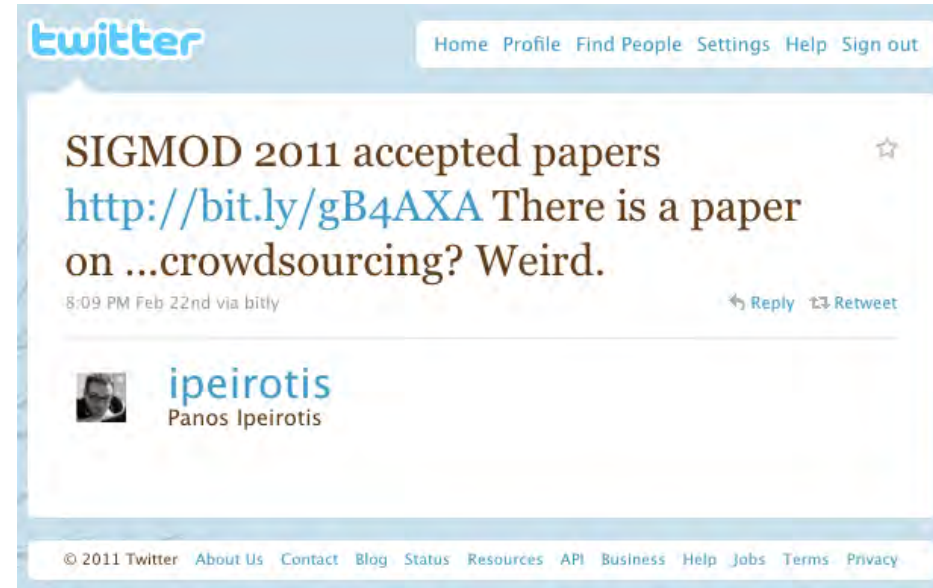 twitter
Home Profile Find People Settings Help Sign out
SIGMOD 2011 accepted papers
http://bit.ly/gB4AXA There is a paper
on ...crowdsourcing? Weird.
8:09 PM Feb 22nd via bitly
Reply Retweet
ipeirotis
Panos Ipeirotis
© 2011 Twitter About Us Contact Blog Status Resources API Business Help Jobs Terms Privacy